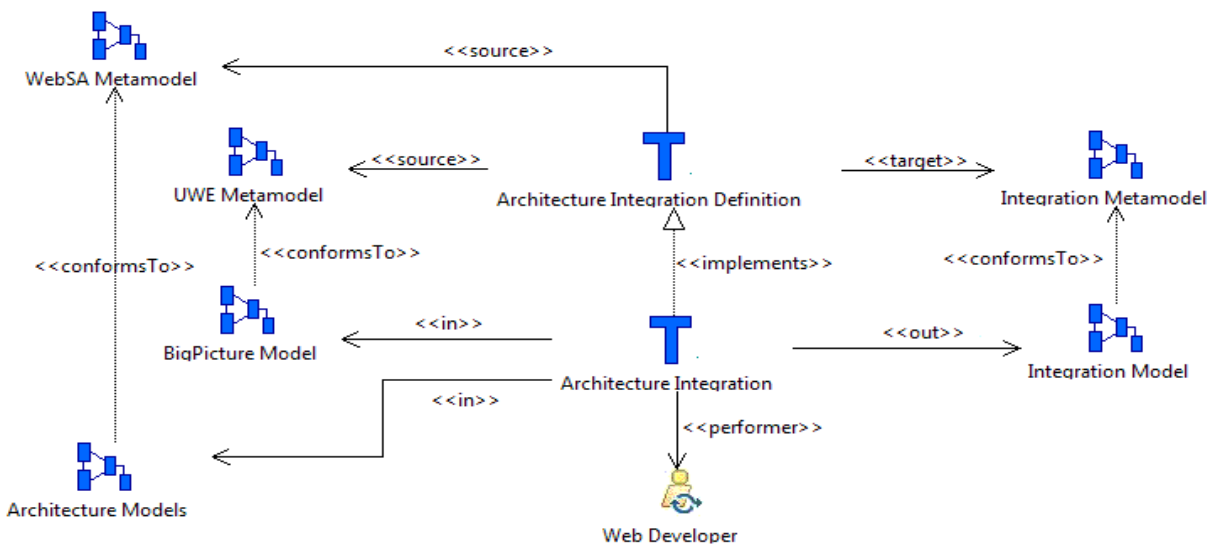 <<source>>
WebSA Metamodel
<<source>>
<<target>>
UWE Metamodel
Architecture Integration Definition
Integration Metamodel
<<conformsTo>>
<<conformsTo>>
<<implements>>
<<conformsTo>>
<<in>>
<<out>>
BigPicture Model
Architecture Integration
Integration Model
<<in>>
<<performer>>
Architecture Models
Web Developer